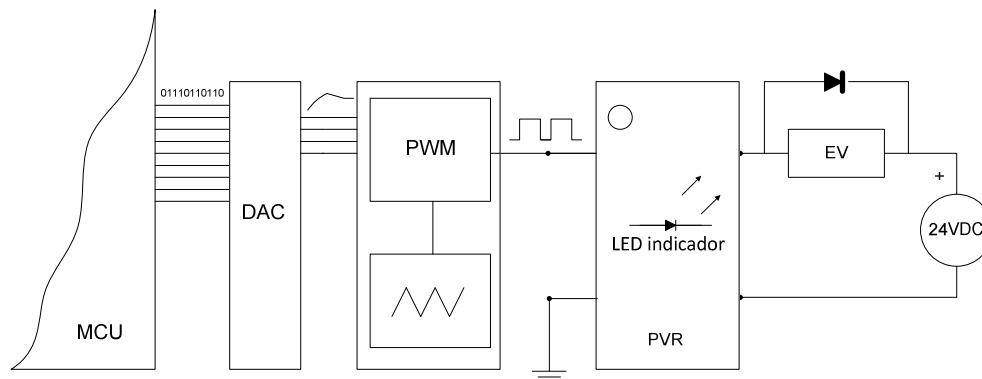 01110110110
MCU
DAC
PWM
LED indicador
PVR
EV
+
24VDC